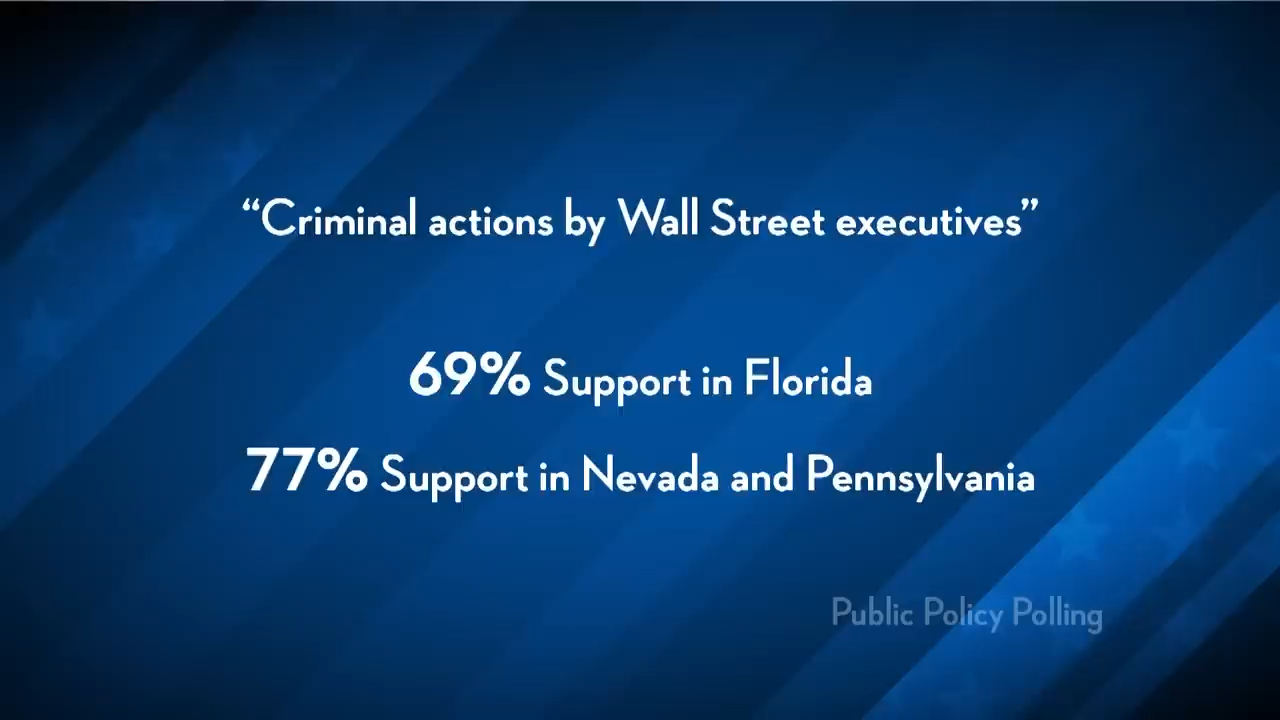 “Criminal actions by Wall Street executives”
69% Support in Florida
77% Support in Nevada and Pennsylvania
Public Policy Polling